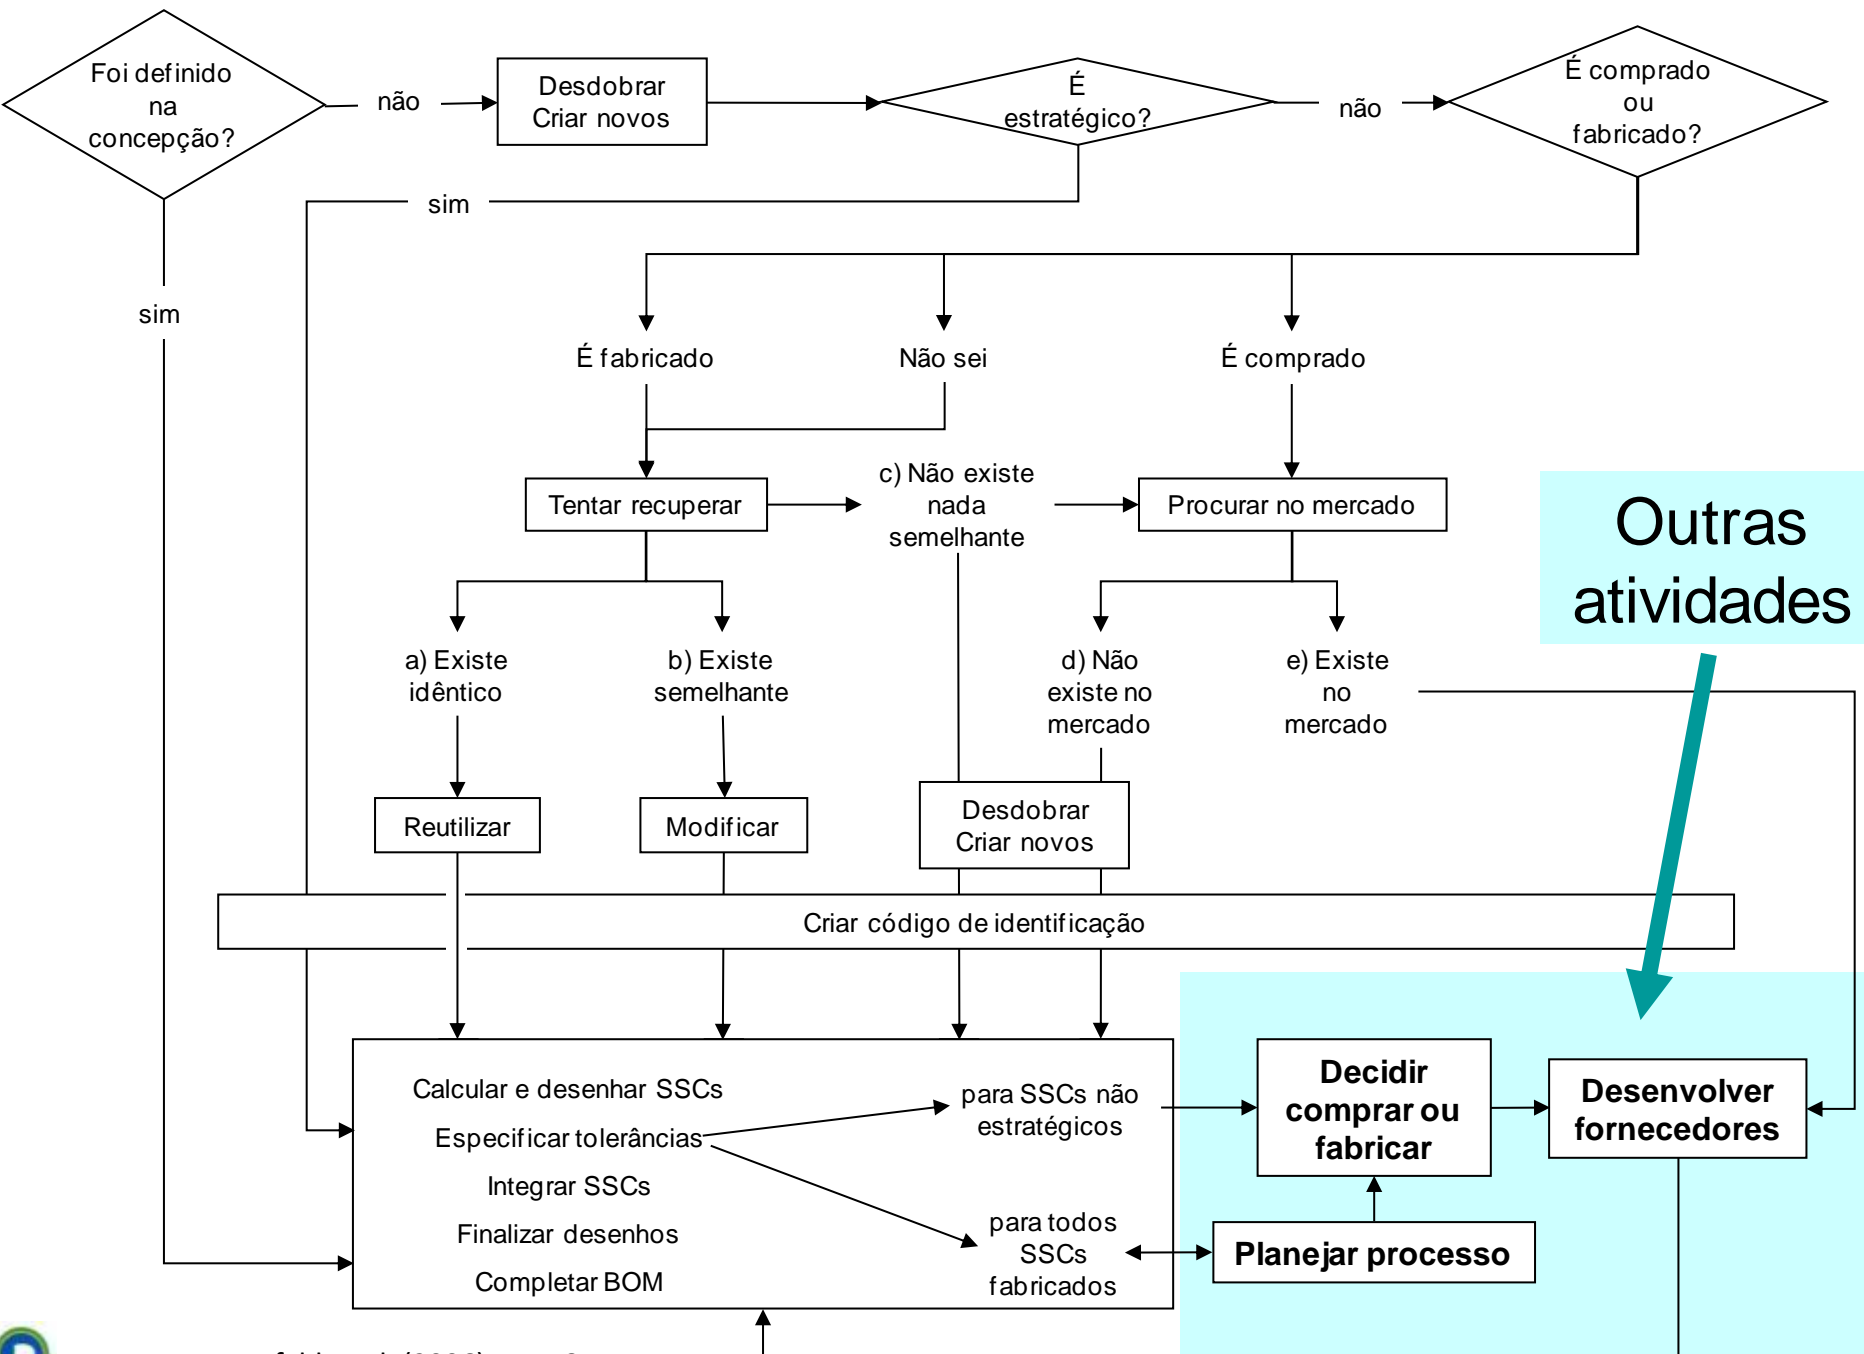 Foi definido
na
concepção?
não
Desdobrar
Criar novos
É
estratégico?
não
É comprado
ou
fabricado?
sim
sim
É fabricado
Não sei
É comprado
Tentar recuperar
c) Não existe
nada
semelhante
Procurar no mercado
Outras
atividades
a) Existe
idêntico
b) Existe
semelhante
d) Não
existe no
mercado
e) Existe
no
mercado
Reutilizar
Modificar
Desdobrar
Criar novos
Criar código de identificação
Calcular e desenhar SSCs
Especificar tolerâncias
Integrar SSCs
Finalizar desenhos
Completar BOM
para SSCs não
estratégicos
para todos
SSCs
fabricados
Decidir
comprar ou
fabricar
Desenvolver
fornecedores
Planejar processo